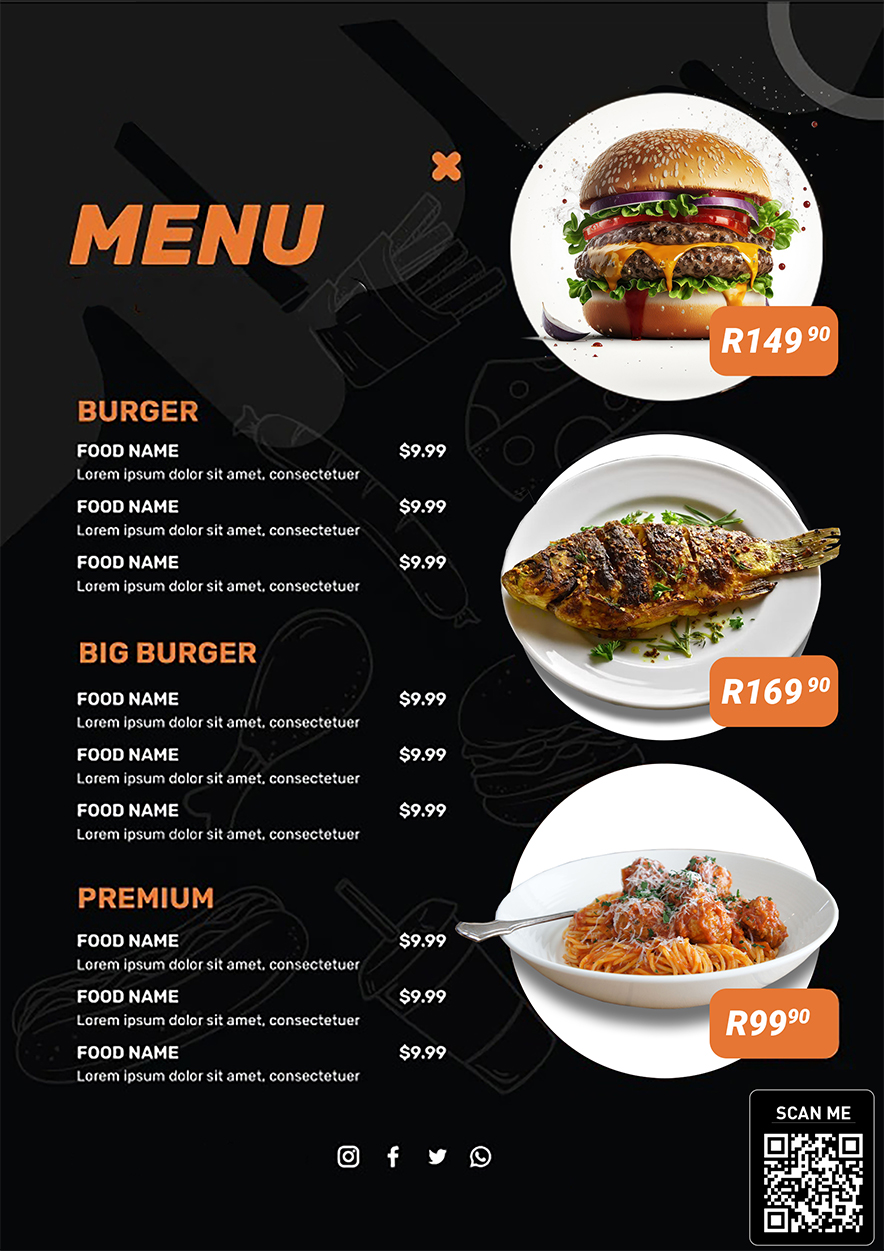 MENU
BURGER
FOOD NAME $9.99
Lorem ipsum dolor sit amet, consectetuer
FOOD NAME $9.99
Lorem ipsum dolor sit amet, consectetuer
FOOD NAME $9.99
Lorem ipsum dolor sit amet, consectetuer
BIG BURGER
FOOD NAME $9.99
Lorem ipsum dolor sit amet, consectetuer
FOOD NAME $9.99
Lorem ipsum dolor sit amet, consectetuer
FOOD NAME $9.99
Lorem ipsum dolor sit amet, consectetuer
PREMIUM
FOOD NAME $9.99
Lorem ipsum dolor sit amet, consectetuer
FOOD NAME $9.99
Lorem ipsum dolor sit amet, consectetuer
FOOD NAME $9.99
Lorem ipsum dolor sit amet, consectetuer
R149 90
R169 90
R99 90
SCAN ME